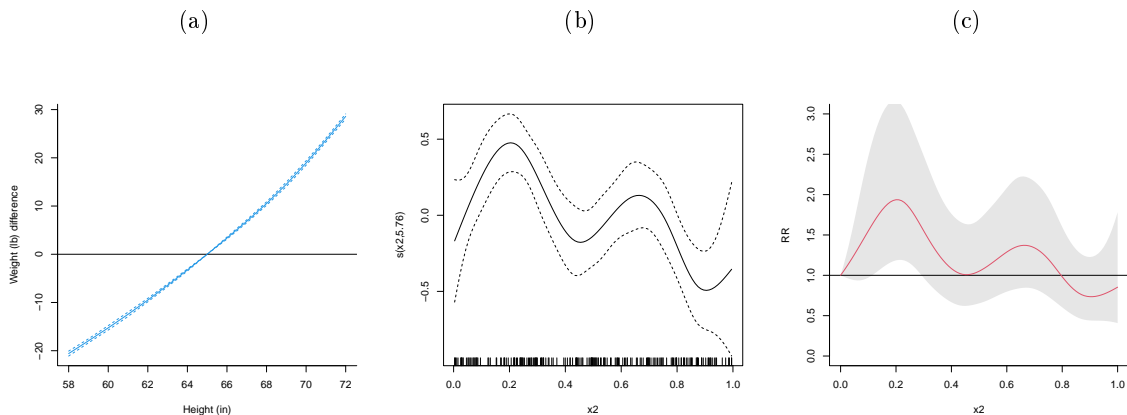 (a)
(b)
(c)
Weight (lb) difference
30
20
10
0
−10
−20
58 60 62 64 66 68 70 72
Height (in)
s(x2,5.76)
0.5
0.0
−0.5
0.0 0.2 0.4 0.6 0.8 1.0
x2
RR
3.0
2.5
2.0
1.5
1.0
0.5
0.0
0.0 0.2 0.4 0.6 0.8 1.0
x2